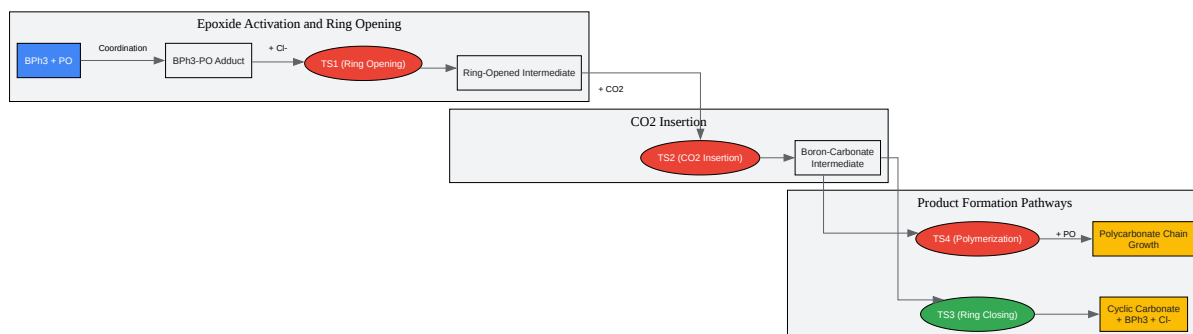 Epoxide Activation and Ring Opening
BPh3 + PO
Coordination
BPh3-PO Adduct
+ Cl-
TS1 (Ring Opening)
Ring-Opened Intermediate
+ CO2
CO2 Insertion
TS2 (CO2 Insertion)
Boron-Carbonate
Intermediate
Product Formation Pathways
TS4 (Polymerization)
+ PO
Polycarbonate Chain
Growth
TS3 (Ring Closing)
Cyclic Carbonate
+ BPh3 + Cl-